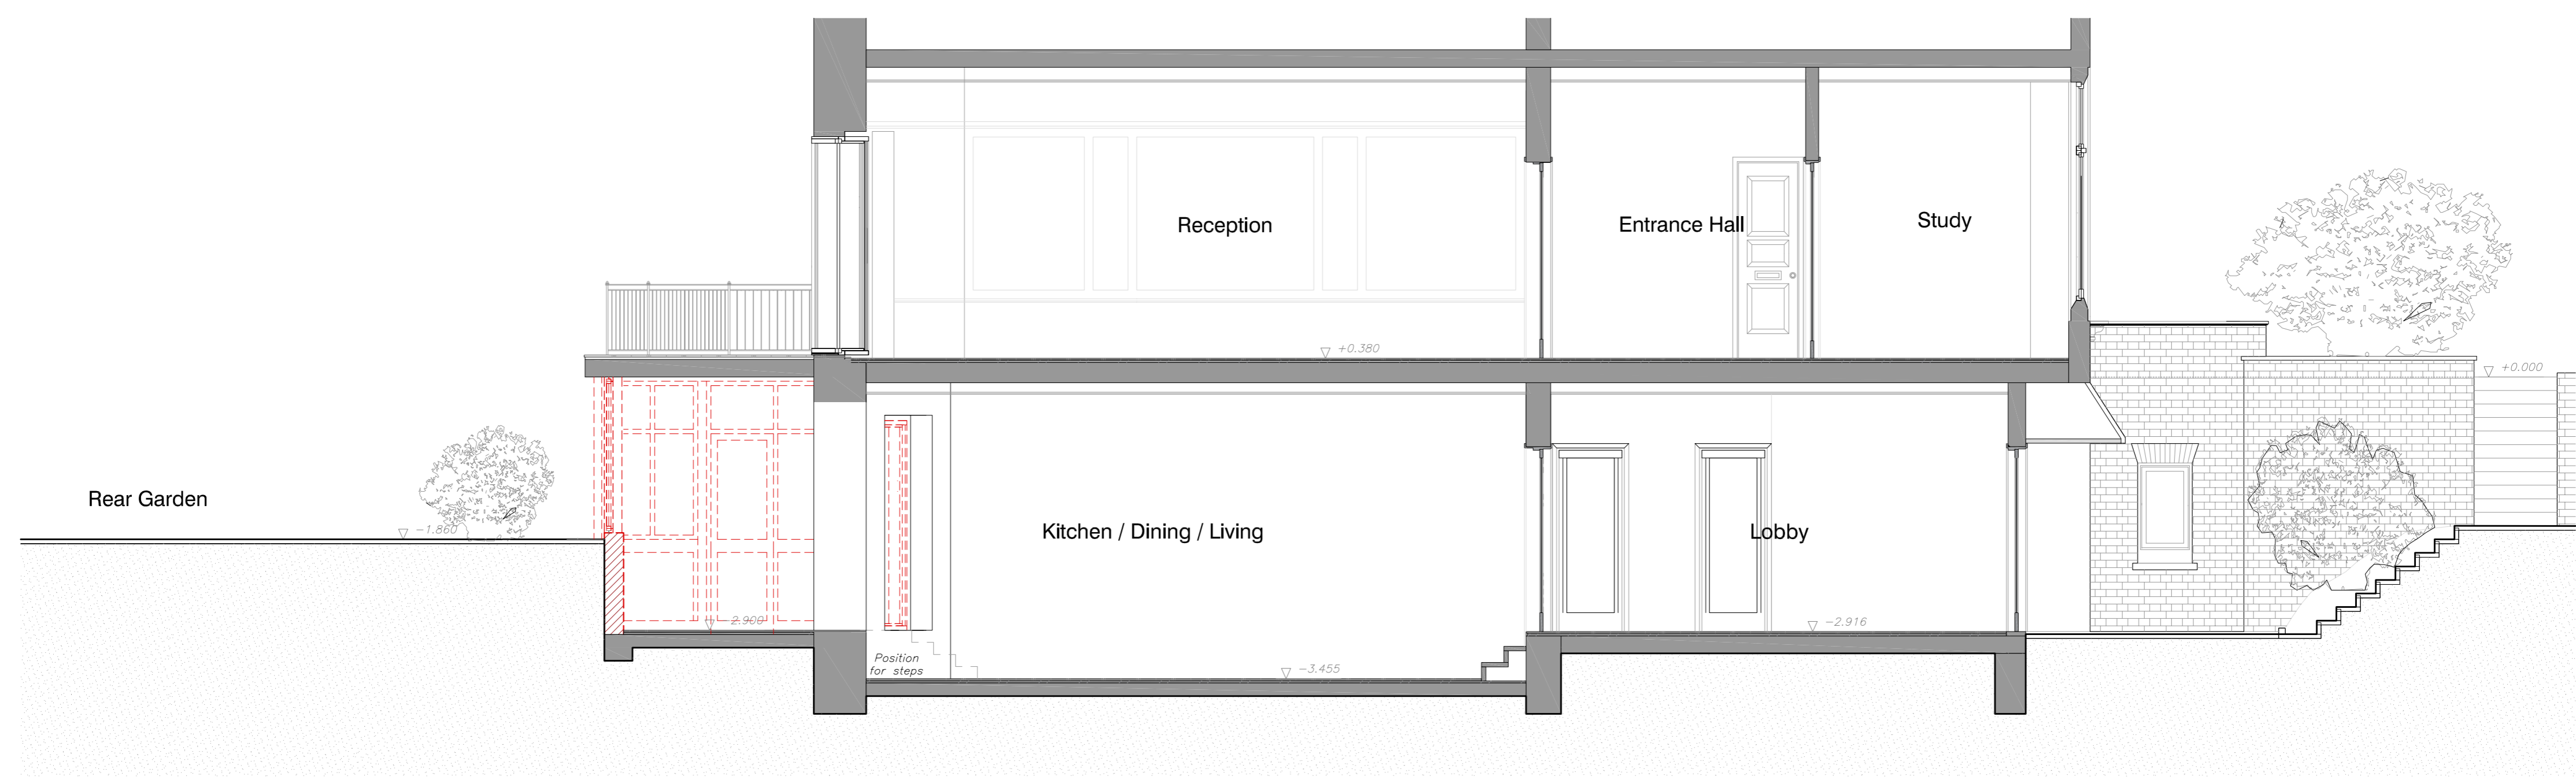 Reception
Entrance Hall
Study
+0.380
+0.000
Rear Garden
-1.860
Kitchen / Dining / Living
Lobby
-2.900
-2.916
Position
for steps
-3.455